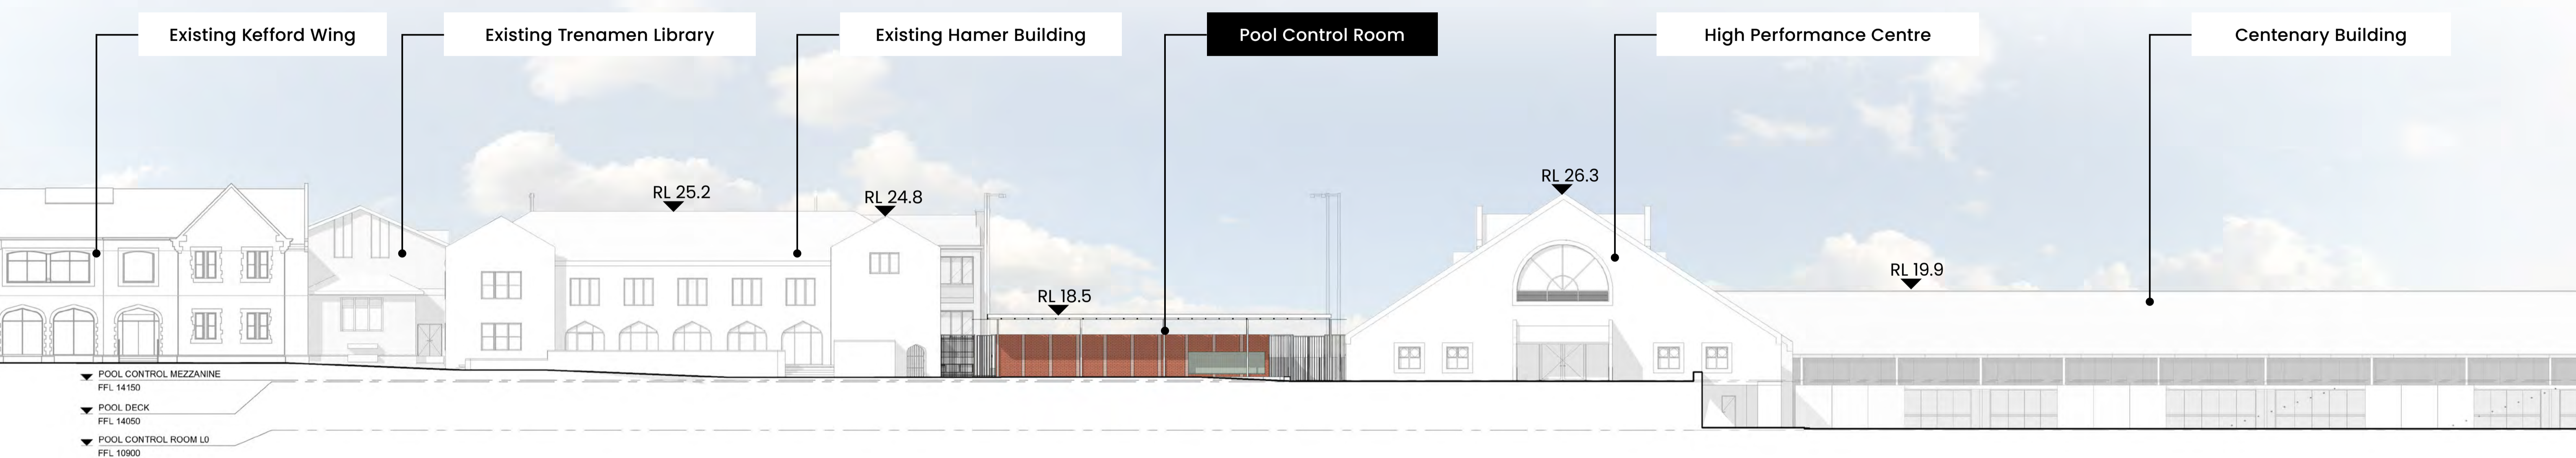 Existing Kefford Wing
Existing Trenamen Library
Existing Hamer Building
Pool Control Room
High Performance Centre
Centenary Building
RL 25.2
RL 24.8
RL 18.5
RL 26.3
RL 19.9
POOL CONTROL MEZZANINE
FFL 14150
POOL DECK
FFL 14050
POOL CONTROL ROOM L0
FFL 10900